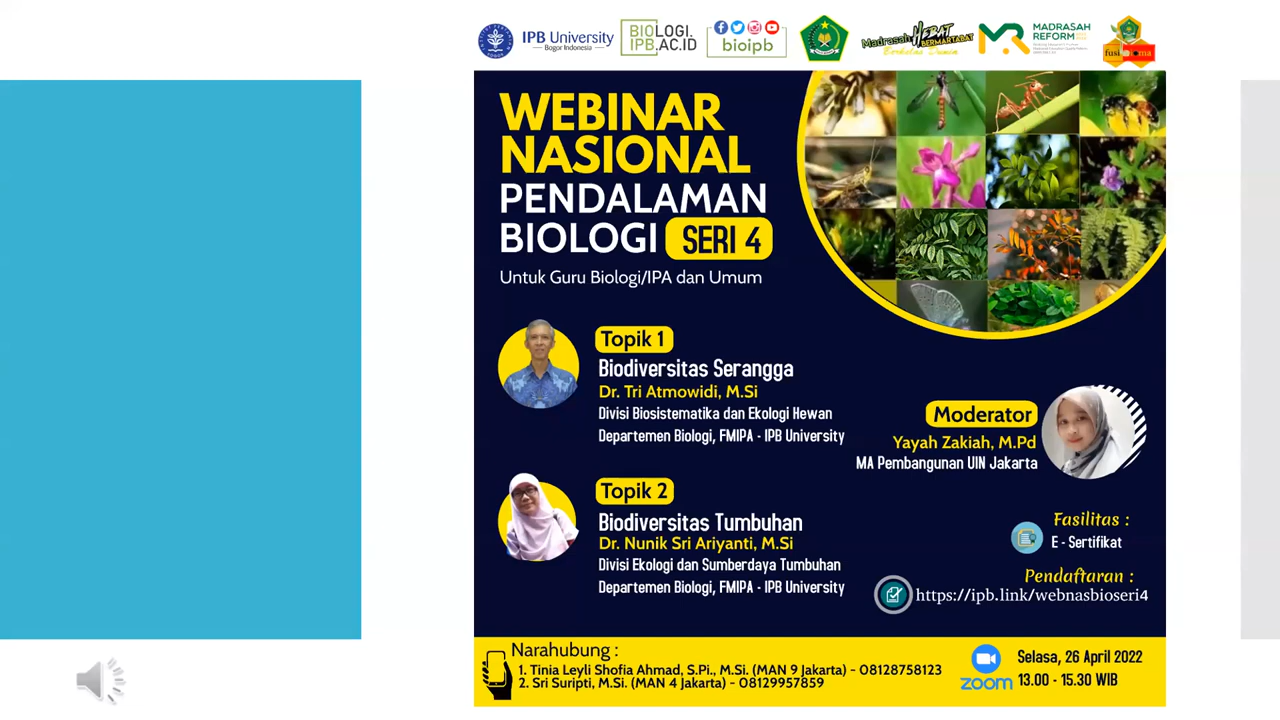 IPB University
Bogor Indonesia
BIOLOGI.
IPB.AC.ID
bioipb
Madrasah HEBAT BERMARTABAT
MADRASAH
REFORM
WEBINAR
NASIONAL
PENDALAMAN
BIOLOGI SERI 4
Untuk Guru Biologi/IPA dan Umum
Topik 1
Biodiversitas Serangga
Dr. Tri Atmowidi, M.Si
Divisi Biosistematika dan Ekologi Hewan
Departemen Biologi, FMIPA - IPB University
Moderator
Yayah Zakiah, M.Pd
MA Pembangunan UIN Jakarta
Topik 2
Biodiversitas Tumbuhan
Dr. Nunik Sri Ariyanti, M.Si
Divisi Ekologi dan Sumberdaya Tumbuhan
Departemen Biologi, FMIPA - IPB University
Fasilitas :
E - Sertifikat
Pendaftaran :
https://ipb.link/webnasbioseri4
Narahubung :
1. Tinia Leyli Shofia Ahmad, S.Pi., M.Si. (MAN 9 Jakarta) - 08128758123
2. Sri Suripti, M.Si. (MAN 4 Jakarta) - 08129957859
zoom
Selasa, 26 April 2022
13.00 - 15.30 WIB